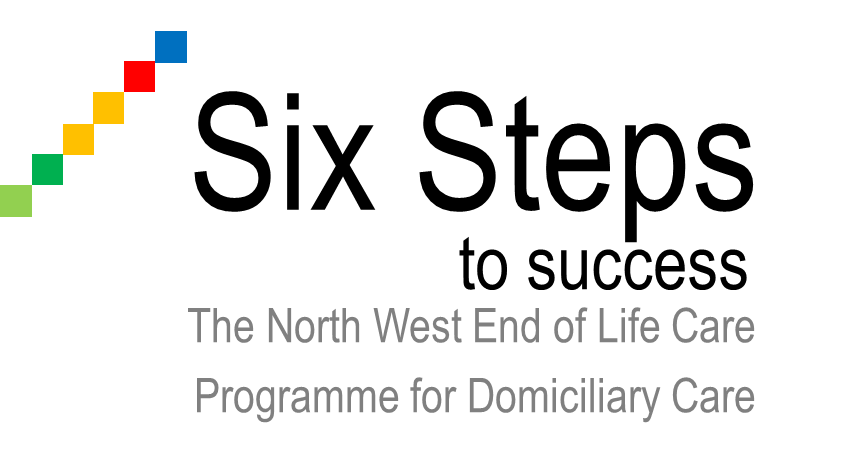 Six Steps
to success
The North West End of Life Care
Programme for Domiciliary Care